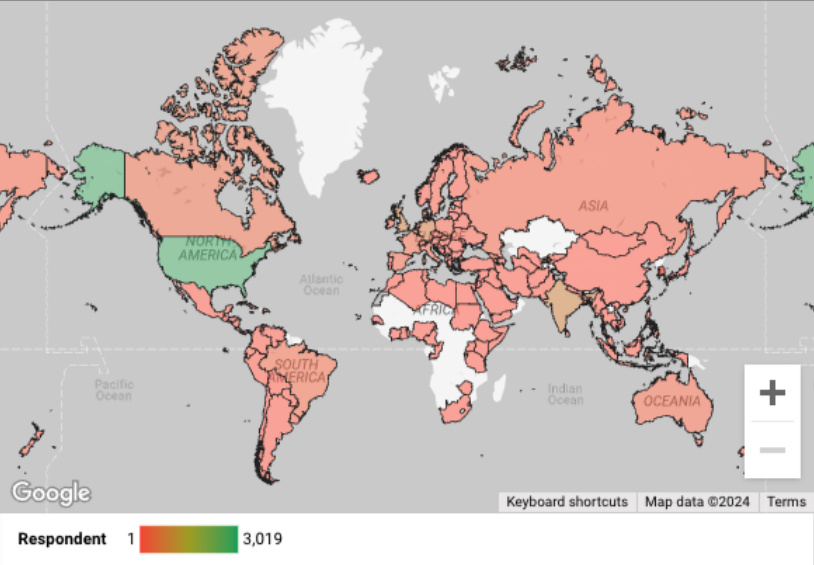 ASIA
NORTH
AMERICA
Atlantic
Ocean
AFRICA
SOUTH
AMERICA
Pacific
Ocean
Indian
Ocean
OCEANIA
+
−
Google
Keyboard shortcuts
Map data ©2024
Terms
Respondent 1 3,019